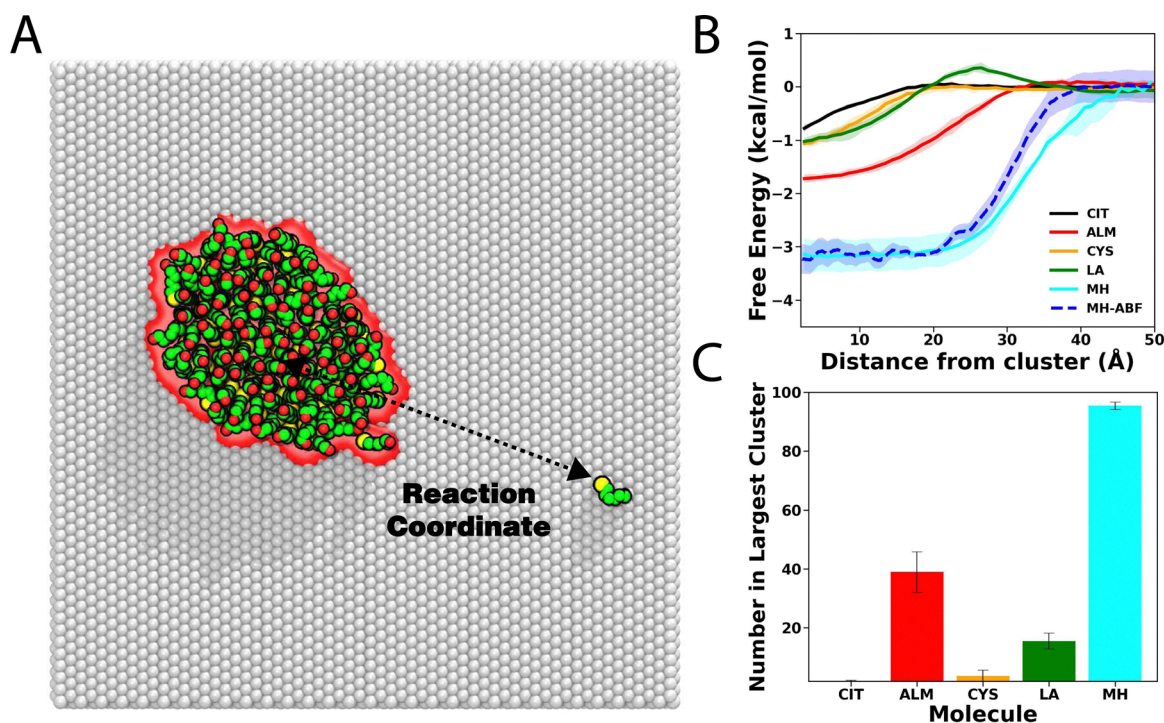 A
Reaction
Coordinate
B
Free Energy (kcal/mol)
1
0
−1
−2
−3
−4
CIT
ALM
CYS
LA
MH
MH-ABF
10
20
30
40
50
Distance from cluster (Å)
C
Number in Largest Cluster
100
80
60
40
20
CIT
ALM
CYS
LA
MH
Molecule